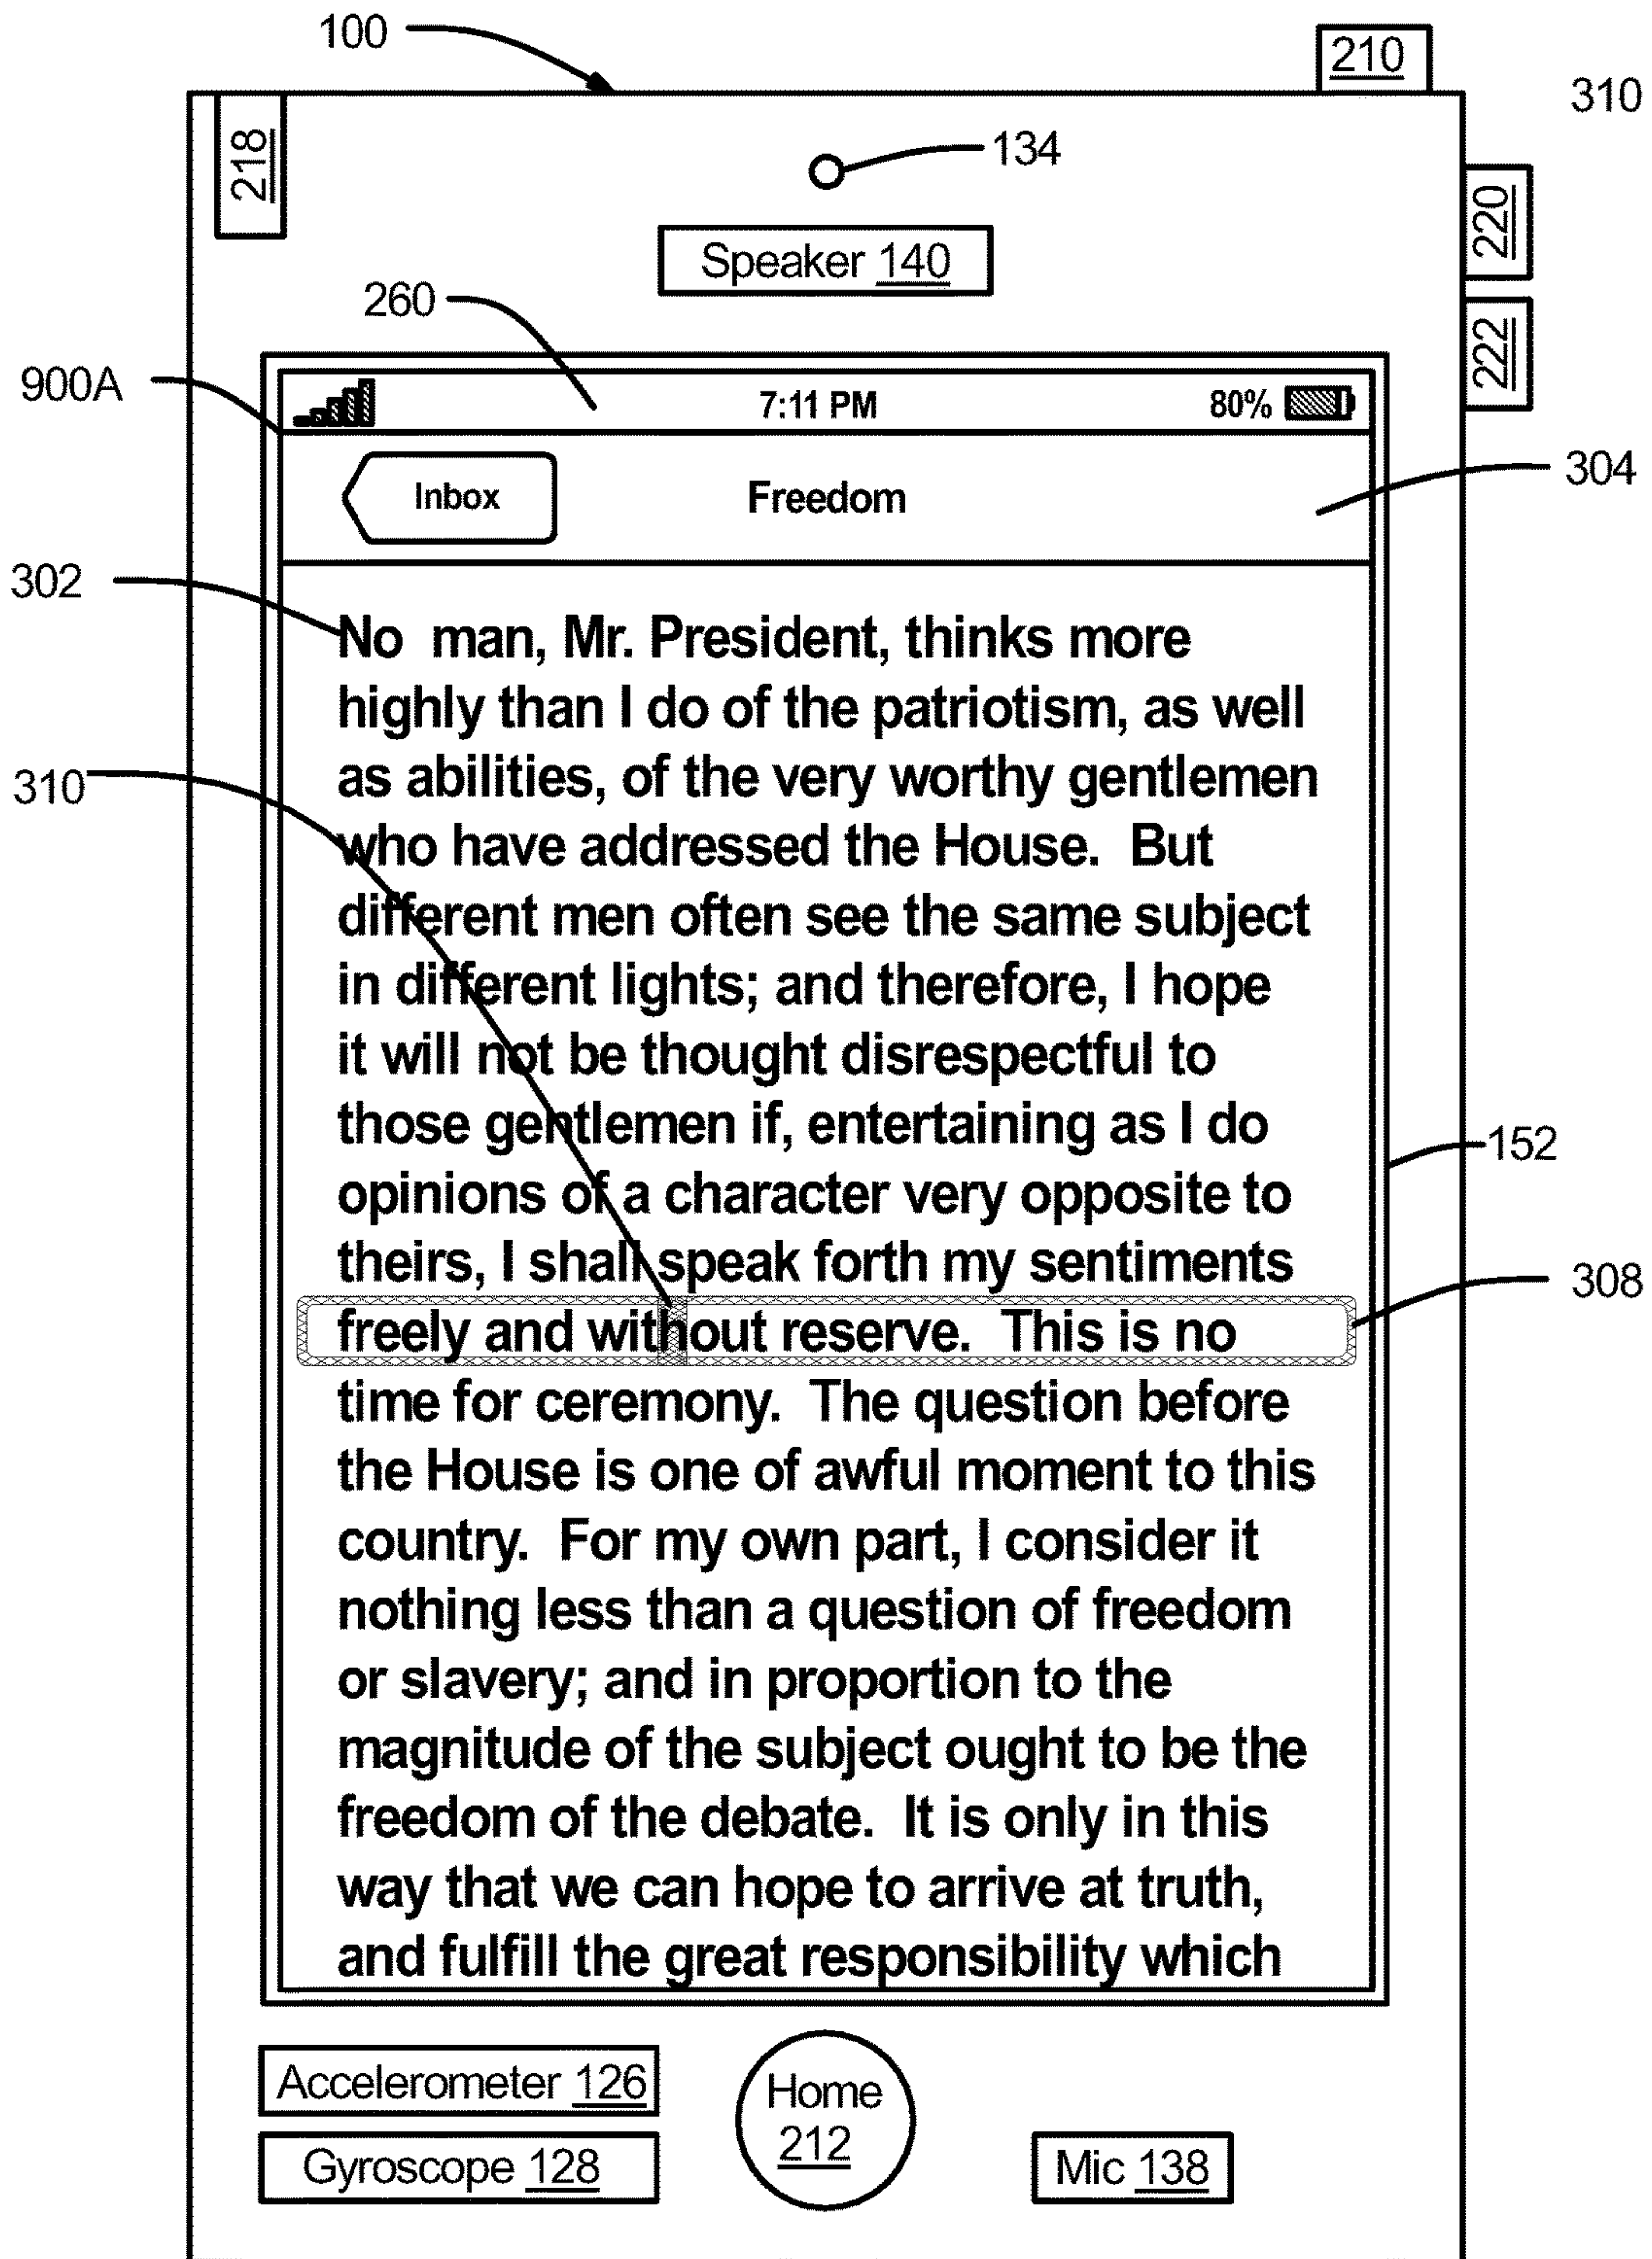 100
210
310
218
134
220
Speaker 140
260
222
900A
7:11 PM
80%
Inbox
Freedom
304
302
No  man, Mr. President, thinks more
highly than I do of the patriotism, as well
as abilities, of the very worthy gentlemen
310
who have addressed the House.  But
different men often see the same subject
in different lights; and therefore, I hope
it will not be thought disrespectful to
those gentlemen if, entertaining as I do
152
opinions of a character very opposite to
theirs, I shall speak forth my sentiments
308
freely and without reserve.  This is no
time for ceremony.  The question before
the House is one of awful moment to this
country.  For my own part, I consider it
nothing less than a question of freedom
or slavery; and in proportion to the
magnitude of the subject ought to be the
freedom of the debate.  It is only in this
way that we can hope to arrive at truth,
and fulfill the great responsibility which
Accelerometer 126
Home
212
Gyroscope 128
Mic 138